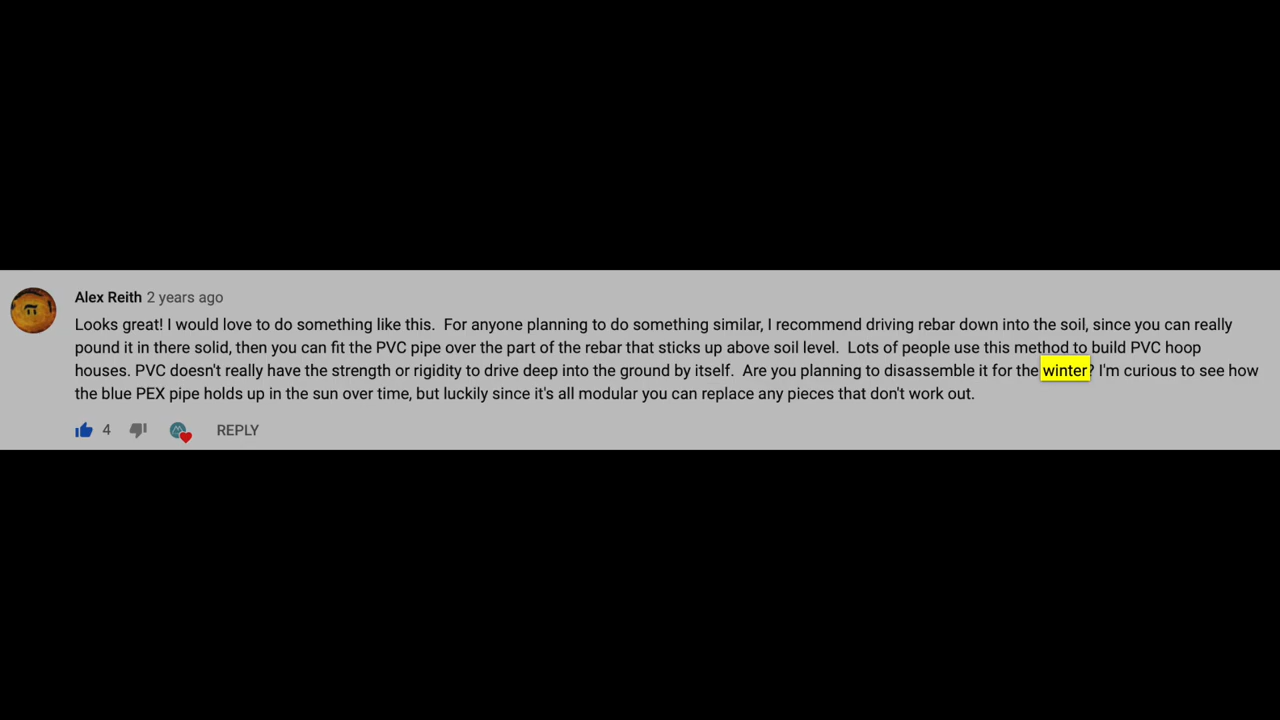 Alex Reith 2 years ago
Looks great! I would love to do something like this.  For anyone planning to do something similar, I recommend driving rebar down into the soil, since you can really
pound it in there solid, then you can fit the PVC pipe over the part of the rebar that sticks up above soil level.  Lots of people use this method to build PVC hoop
houses. PVC doesn't really have the strength or rigidity to drive deep into the ground by itself.  Are you planning to disassemble it for the winter? I'm curious to see how
the blue PEX pipe holds up in the sun over time, but luckily since it's all modular you can replace any pieces that don't work out.
4 REPLY